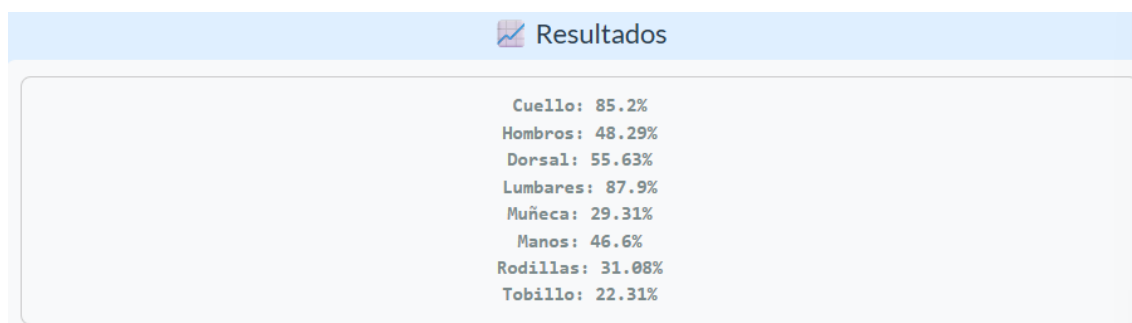 Resultados
Cuello: 85.2%
Hombros: 48.29%
Dorsal: 55.63%
Lumbares: 87.9%
Muñeca: 29.31%
Manos: 46.6%
Rodillas: 31.08%
Tobillo: 22.31%